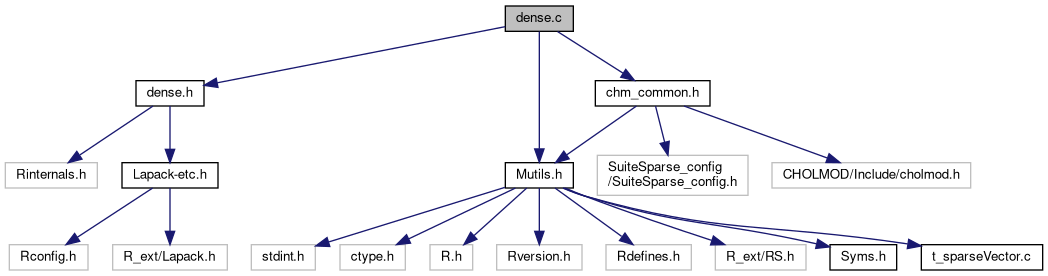 dense.c
dense.h
chm_common.h
Rinternals.h
Lapack-etc.h
Mutils.h
SuiteSparse_config
/SuiteSparse_config.h
CHOLMOD/Include/cholmod.h
Rconfig.h
R_ext/Lapack.h
stdint.h
ctype.h
R.h
Rversion.h
Rdefines.h
R_ext/RS.h
Syms.h
t_sparseVector.c